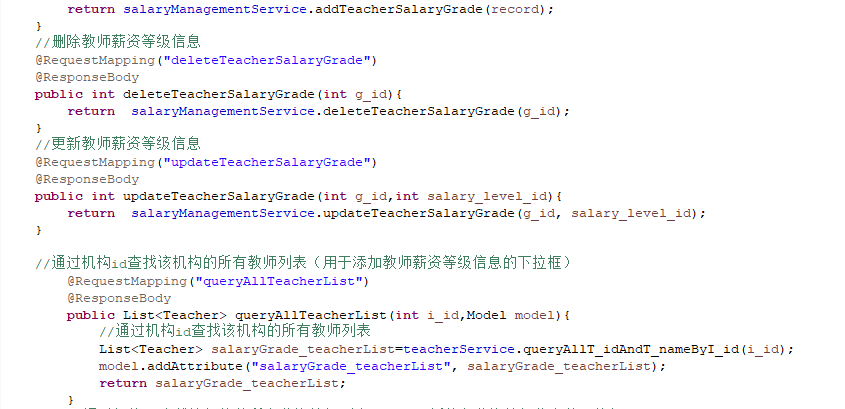 return salaryManagementService.addTeacherSalaryGrade(record);
}
//删除教师薪资等级信息
@RequestMapping("deleteTeacherSalaryGrade")
@ResponseBody
public int deleteTeacherSalaryGrade(int g_id){
return  salaryManagementService.deleteTeacherSalaryGrade(g_id);
}
//更新教师薪资等级信息
@RequestMapping("updateTeacherSalaryGrade")
@ResponseBody
public int updateTeacherSalaryGrade(int g_id,int salary_level_id){
return  salaryManagementService.updateTeacherSalaryGrade(g_id, salary_level_id);
}
//通过机构id查找该机构的所有教师列表（用于添加教师薪资等级信息的下拉框）
@RequestMapping("queryAllTeacherList")
@ResponseBody
public List<Teacher> queryAllTeacherList(int i_id,Model model){
//通过机构id查找该机构的所有教师列表
List<Teacher> salaryGrade_teacherList=teacherService.queryAllT_idAndT_nameByI_id(i_id);
model.addAttribute("salaryGrade_teacherList", salaryGrade_teacherList);
return salaryGrade_teacherList;
}